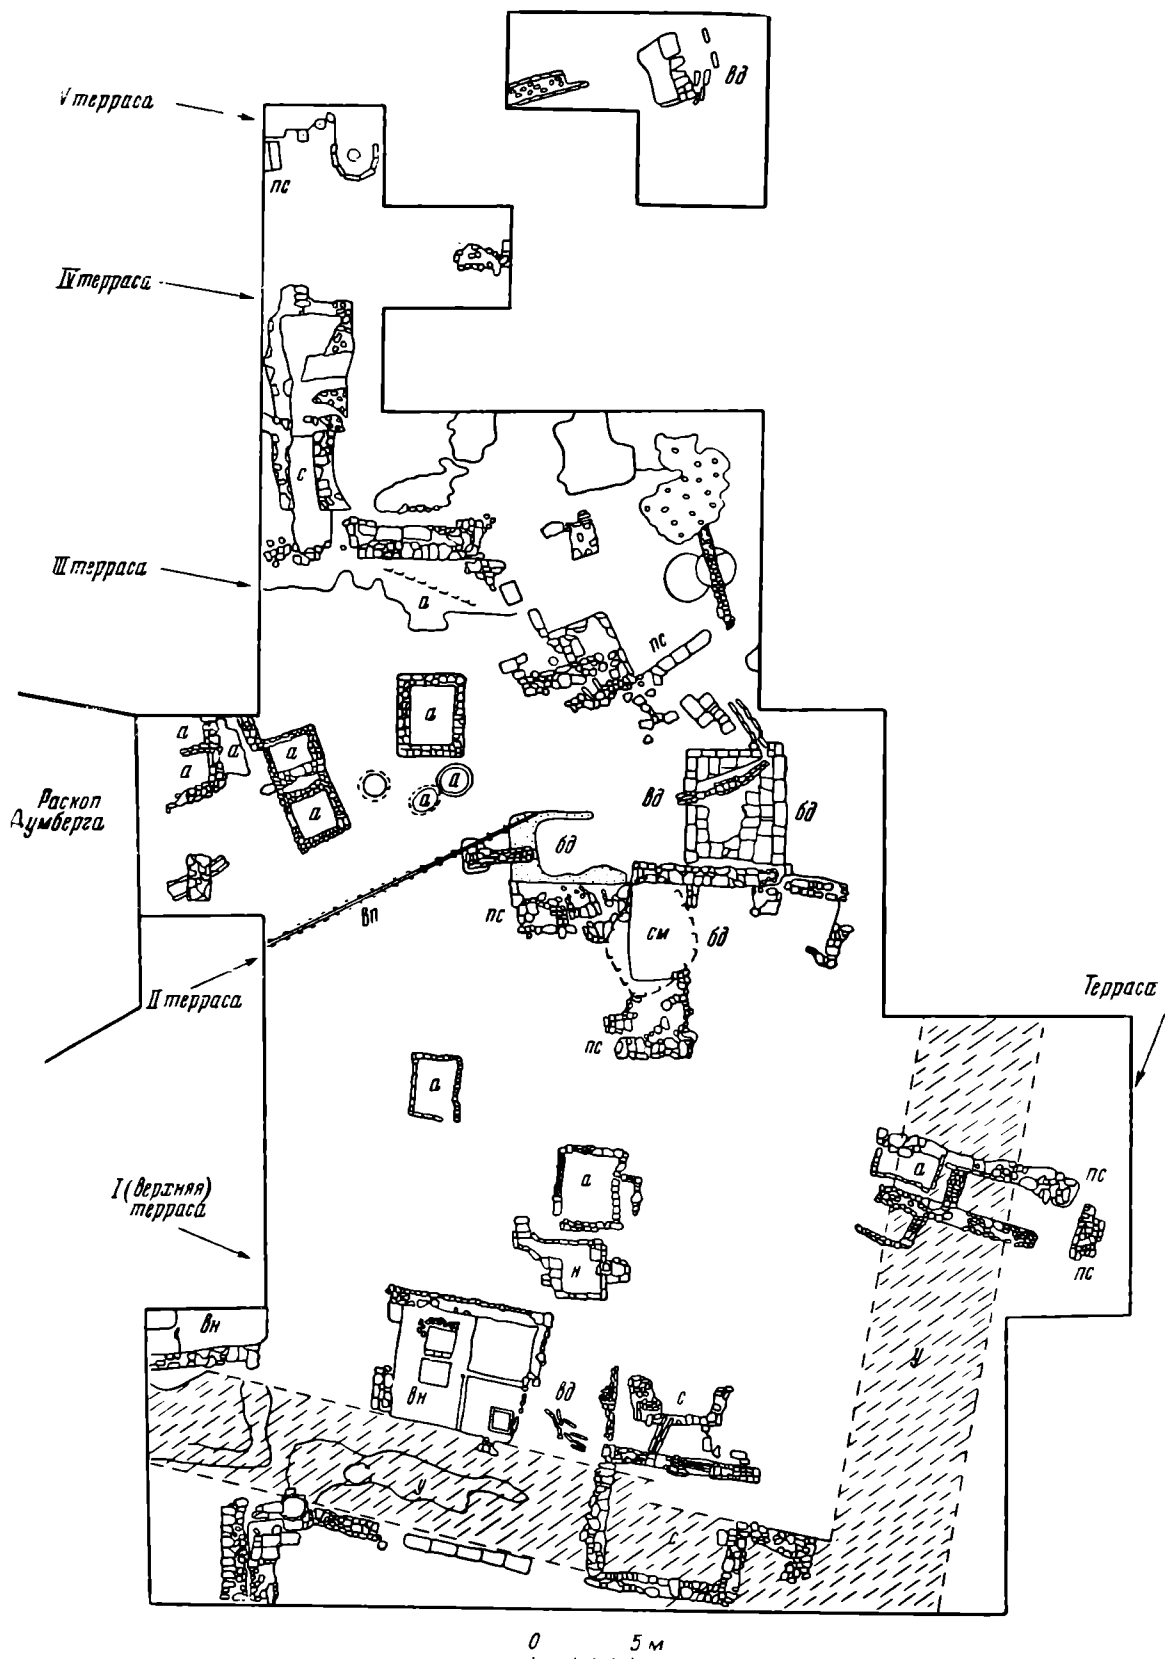 V терраса
вд
пс
IV терраса
с
III терраса
а
пс
а
а
а
а
а
а
а
а
Раскоп
Думберга
вд
бд
бд
вп
пс
см
бд
II терраса
Терраса
пс
а
I (Верхняя)
терраса
а
а
пс
н
пс
вн
у
вн
вд
с
у
с
0 5 м